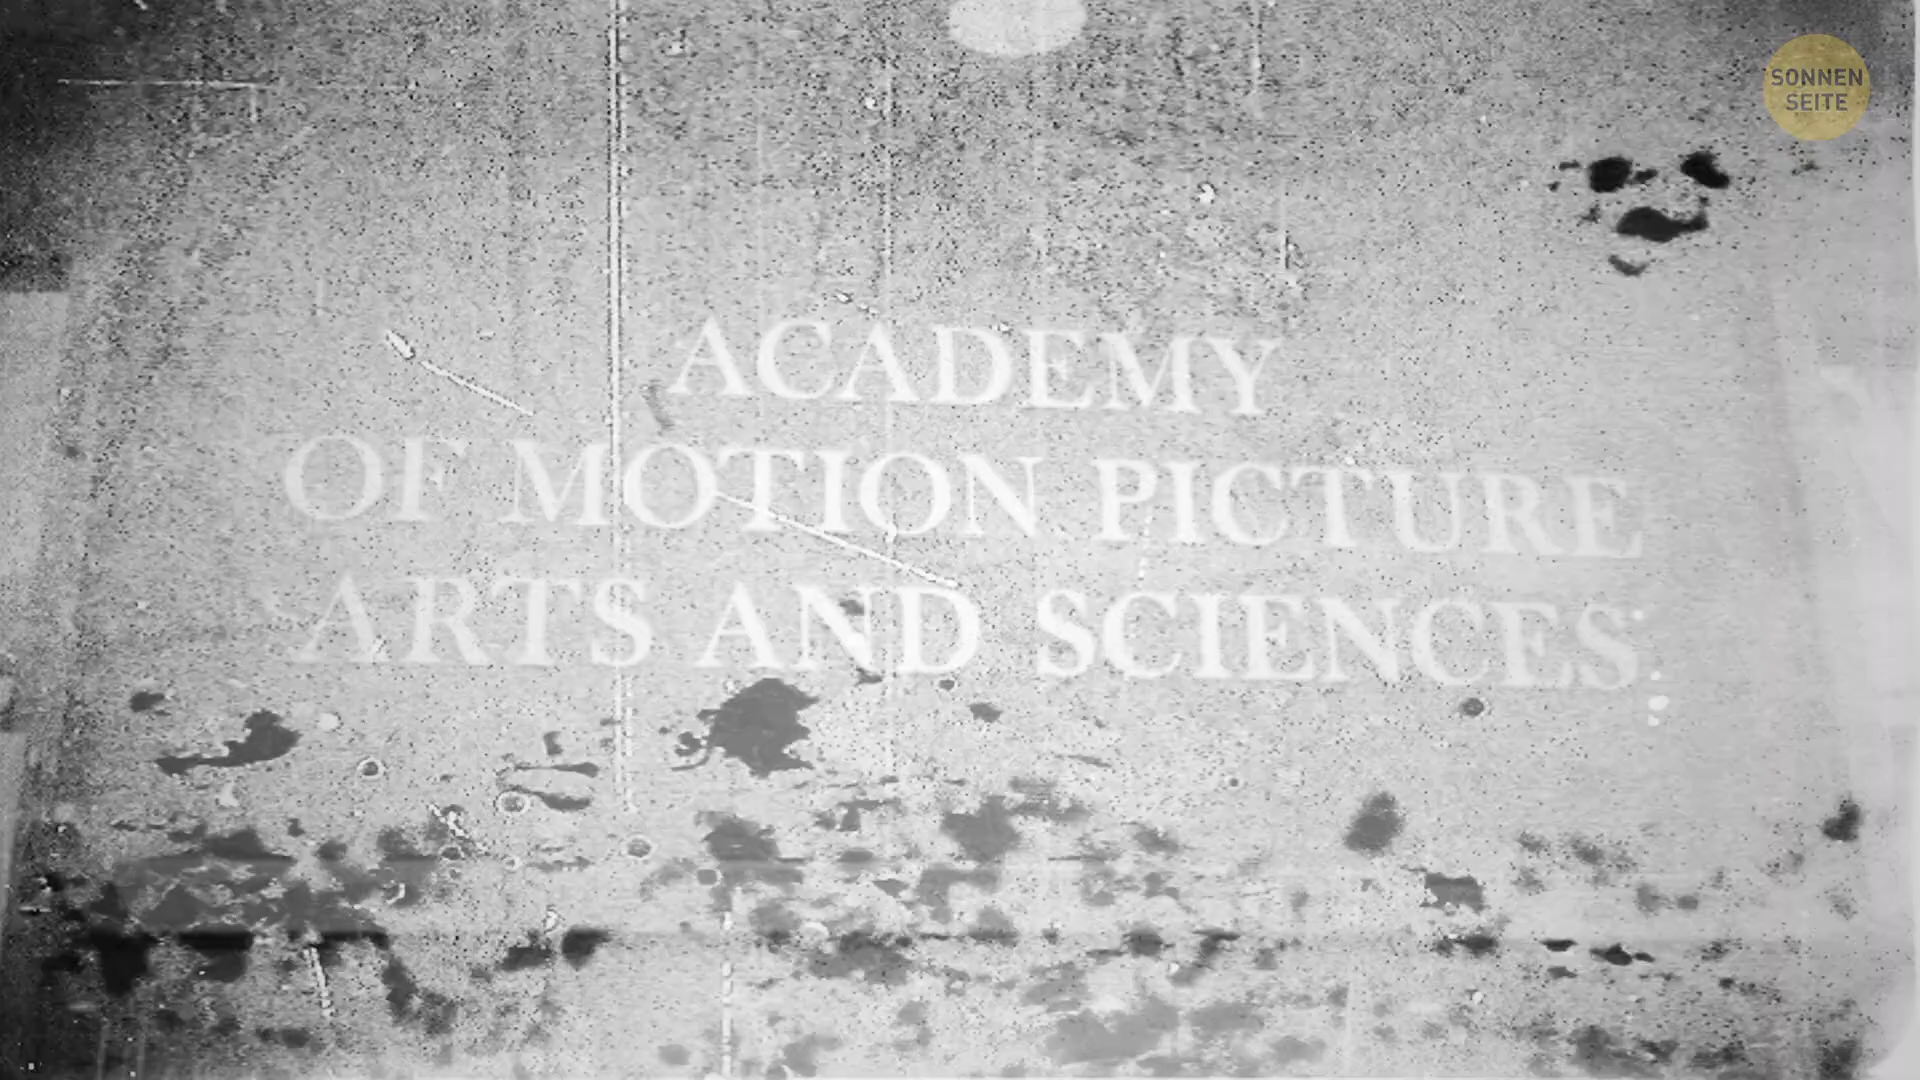 SONNEN
SEITE
ACADEMY
OF MOTION PICTURE
ARTS AND SCIENCES